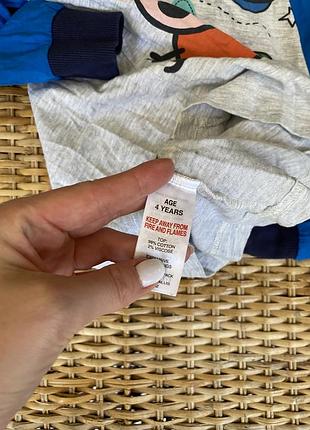 AGE
4 YEARS
KEEP AWAY FROM
FIRE AND FLAMES
TOP:
98% COTTON
2% VISCOSE